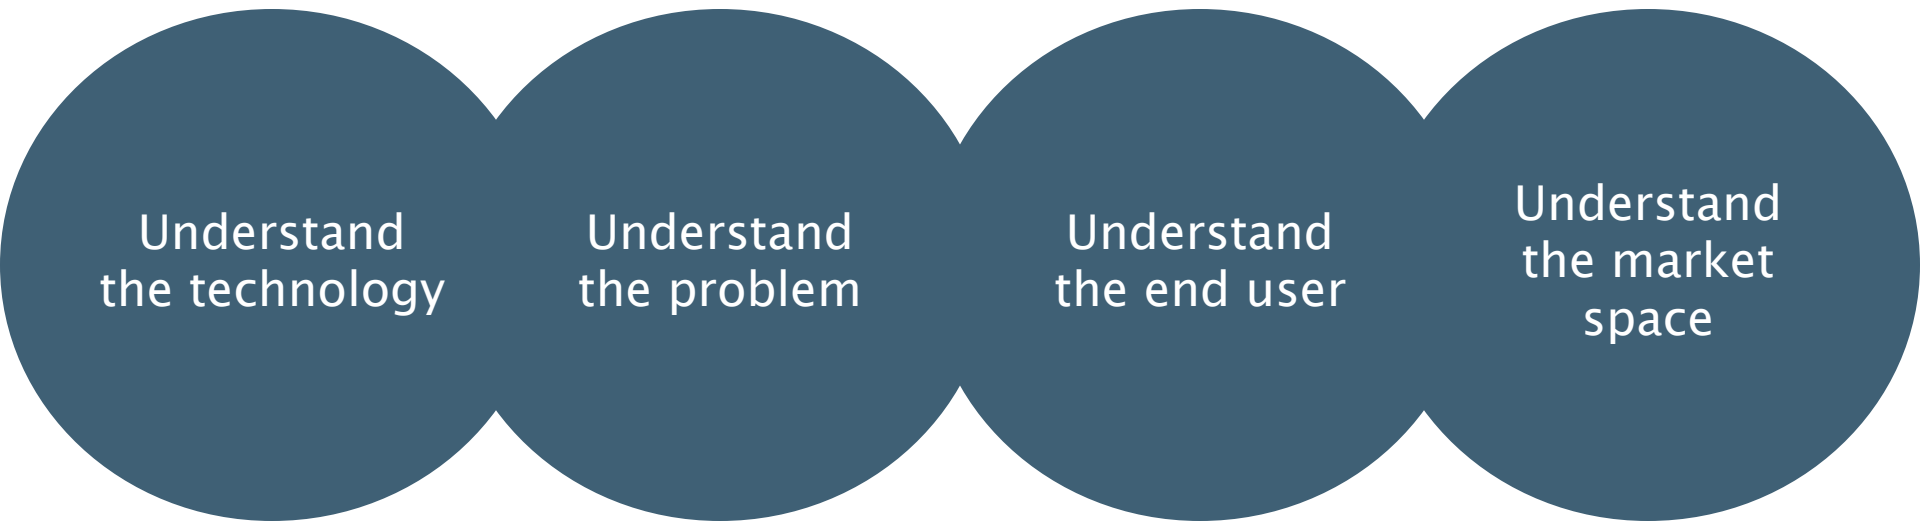 Understand
the technology
Understand
the problem
Understand
the end user
Understand
the market
space